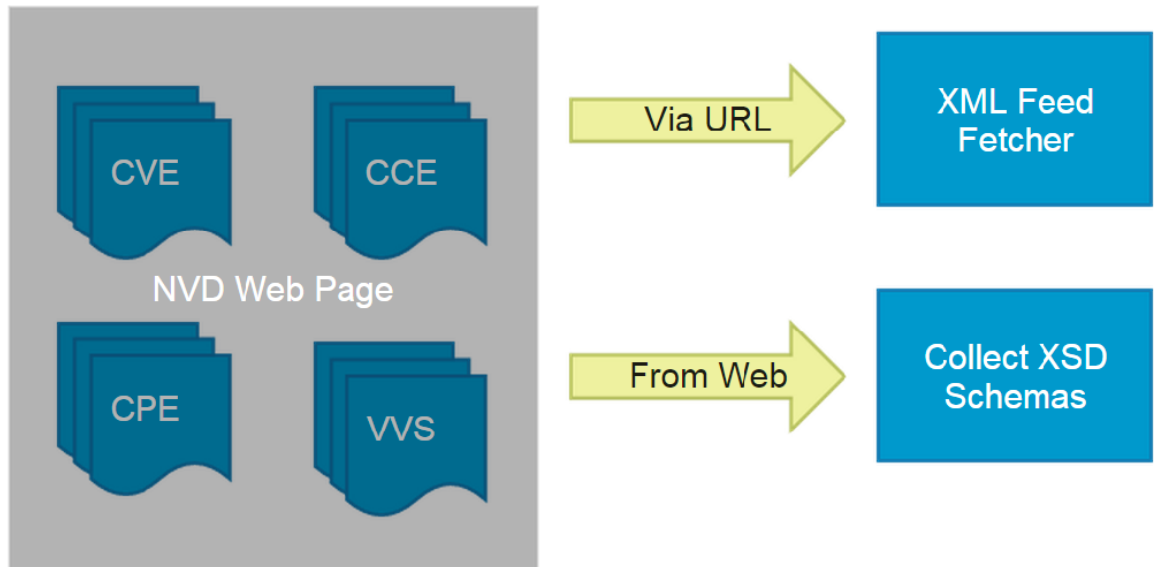 CVE
CCE
NVD Web Page
CPE
VVS
Via URL
From Web
XML Feed
Fetcher
Collect XSD
Schemas